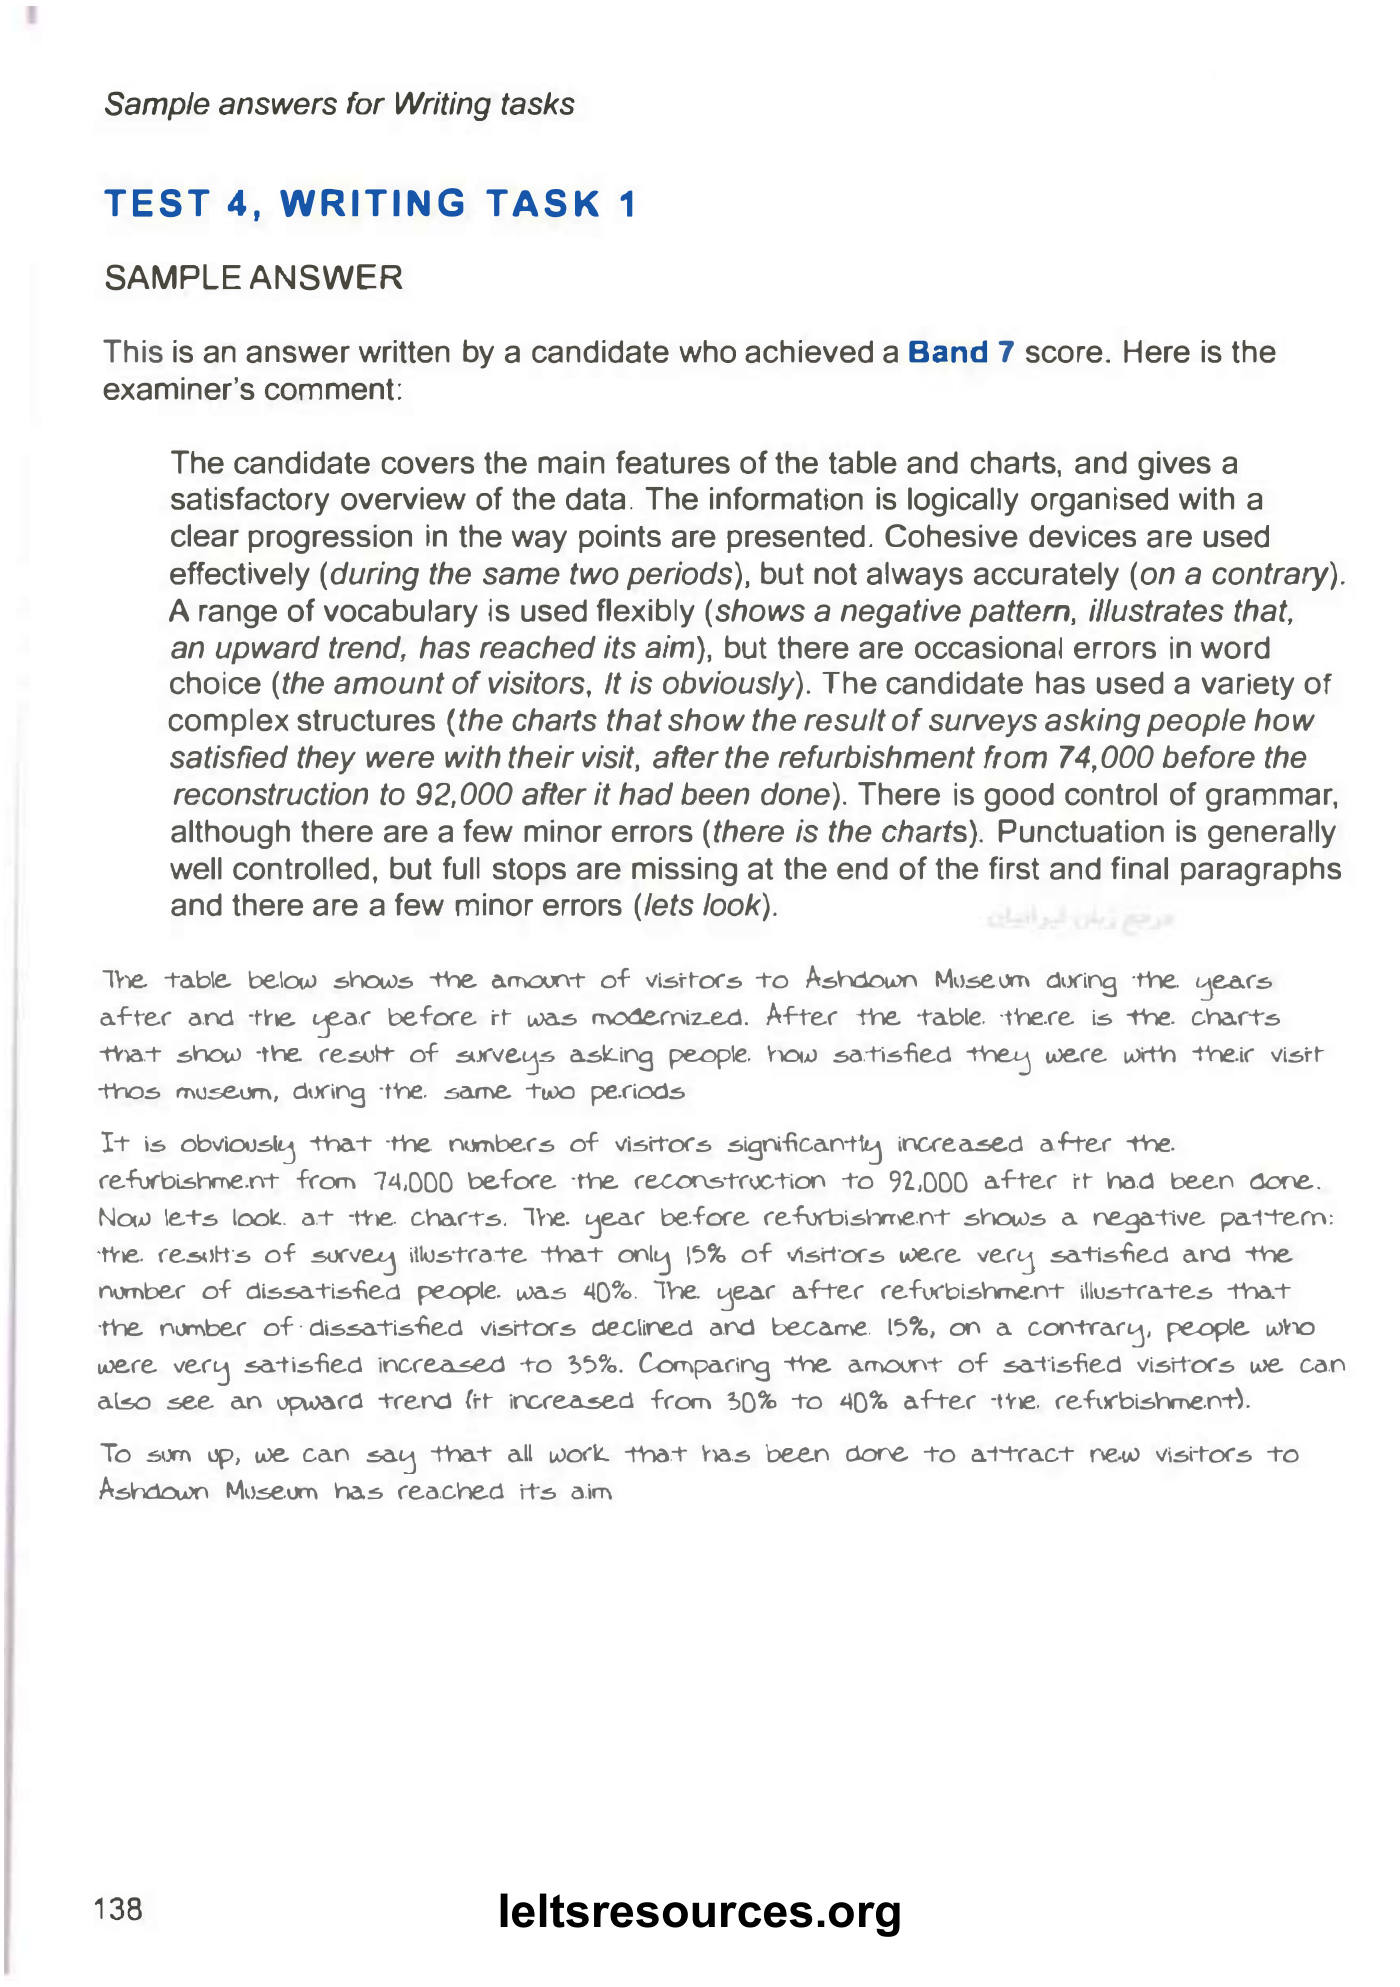 Sample answers for Writing tasks
TEST 4, WRITING TASK 1
SAMPLE ANSWER
This is an answer written by a candidate who achieved a Band 7 score. Here is the
examiner's comment:
The candidate covers the main features of the table and charts, and gives a
satisfactory overview of the data. The information is logically organised with a
clear progression in the way points are presented. Cohesive devices are used
effectively (during the same two periods), but not always accurately (on a contrary).
A range of vocabulary is used flexibly (shows a negative pattern, illustrates that,
an upward trend, has reached its aim), but there are occasional errors in word
choice (the amount of visitors, It is obviously). The candidate has used a variety of
complex structures (the charts that show the result of surveys asking people how
satisfied they were with their visit, after the refurbishment from 74,000 before the
reconstruction to 92,000 after it had been done). There is good control of grammar,
although there are a few minor errors (there is the charts). Punctuation is generally
well controlled, but full stops are missing at the end of the first and final paragraphs
and there are a few minor errors (lets look).
The table below shows the amount of visitors to Ashdown Museum during the years
after and the year before it was modernized. After the table there is the charts
that show the result of surveys asking people how satisfied they were with their visit
thos museum, during the same two periods
It is obviously that the numbers of visitors significantly increased after the
refurbishment from 74,000 before the reconstruction to 92,000 after it had been done.
Now lets look at the charts. The year before refurbishment shows a negative pattern:
the results of survey illustrate that only 15% of visitors were very satisfied and the
number of dissatisfied people was 40%. The year after refurbishment illustrates that
the number of dissatisfied visitors declined and became 15%, on a contrary, people who
were very satisfied increased to 35%. Comparing the amount of satisfied visitors we can
also see an upward trend (it increased from 30% to 40% after the refurbishment).
To sum up, we can say that all work that has been done to attract new visitors to
Ashdown Museum has reached its aim
138
Ieltsresources.org